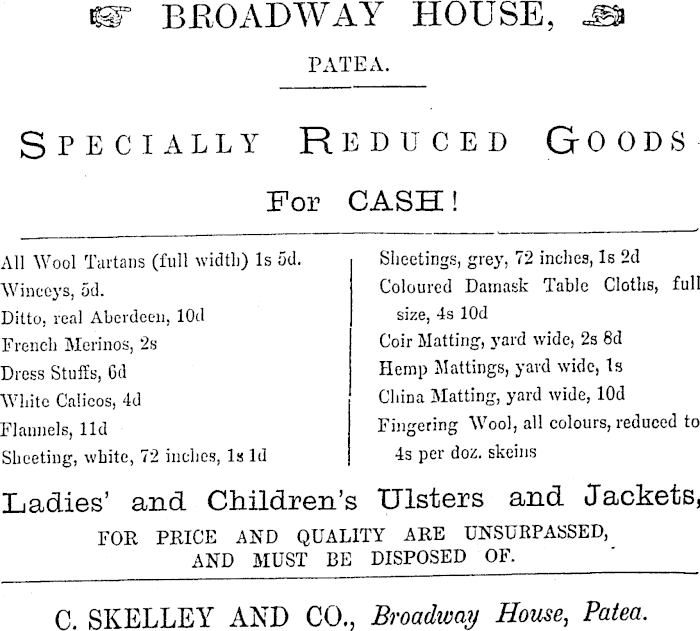 BROADWAY HOUSE,
PATEA.
SPECIALLY REDUCED GOODS
For CASH!
All Wool Tartans (full width) 1s 5d.
Winceys, 5d.
Ditto, real Aberdeen, 10d
French Merinos, 2s
Dress Stuffs, 6d
White Calicos, 4d
Flannels, 11d
Sheeting, white, 72 inches, 1s 1d
Sheetings, grey, 72 inches, 1s 2d
Coloured Damask Table Cloths, full
size, 4s 10d
Coir Matting, yard wide, 2s 8d
Hemp Mattings, yard wide, 1s
China Matting, yard wide, 10d
Fingering Wool, all colours, reduced to
4s per doz. skeins
Ladies' and Children's Ulsters and Jackets,
FOR PRICE AND QUALITY ARE UNSURPASSED,
AND MUST BE DISPOSED OF.
C. SKELLEY AND CO., Broadway House, Patea.